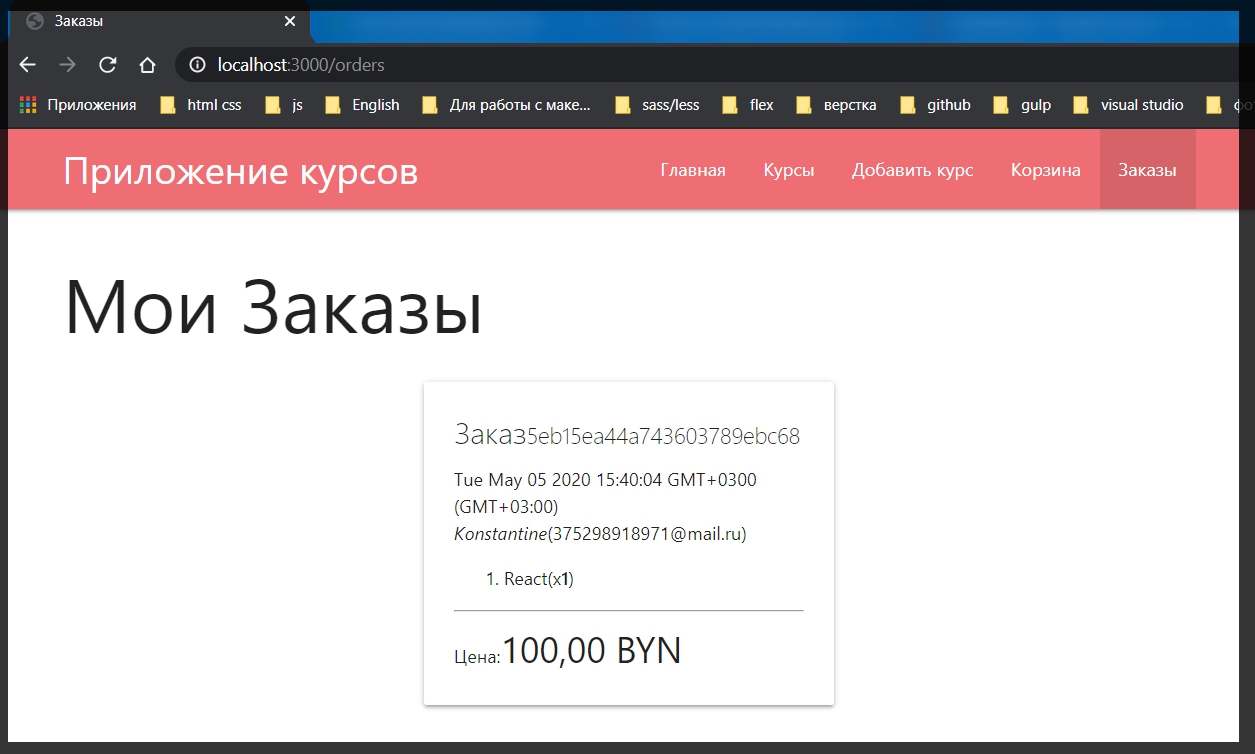 Заказы
localhost:3000/orders
Приложения html css js English Для работы с маке... sass/less flex верстка github gulp visual studio
Приложение курсов Главная Курсы Добавить курс Корзина Заказы
Мои Заказы
Заказ5eb15ea44a743603789ebc68
Tue May 05 2020 15:40:04 GMT+0300
(GMT+03:00)
Konstantine(375298918971@mail.ru)
1. React(x1)
Цена:100,00 BYN